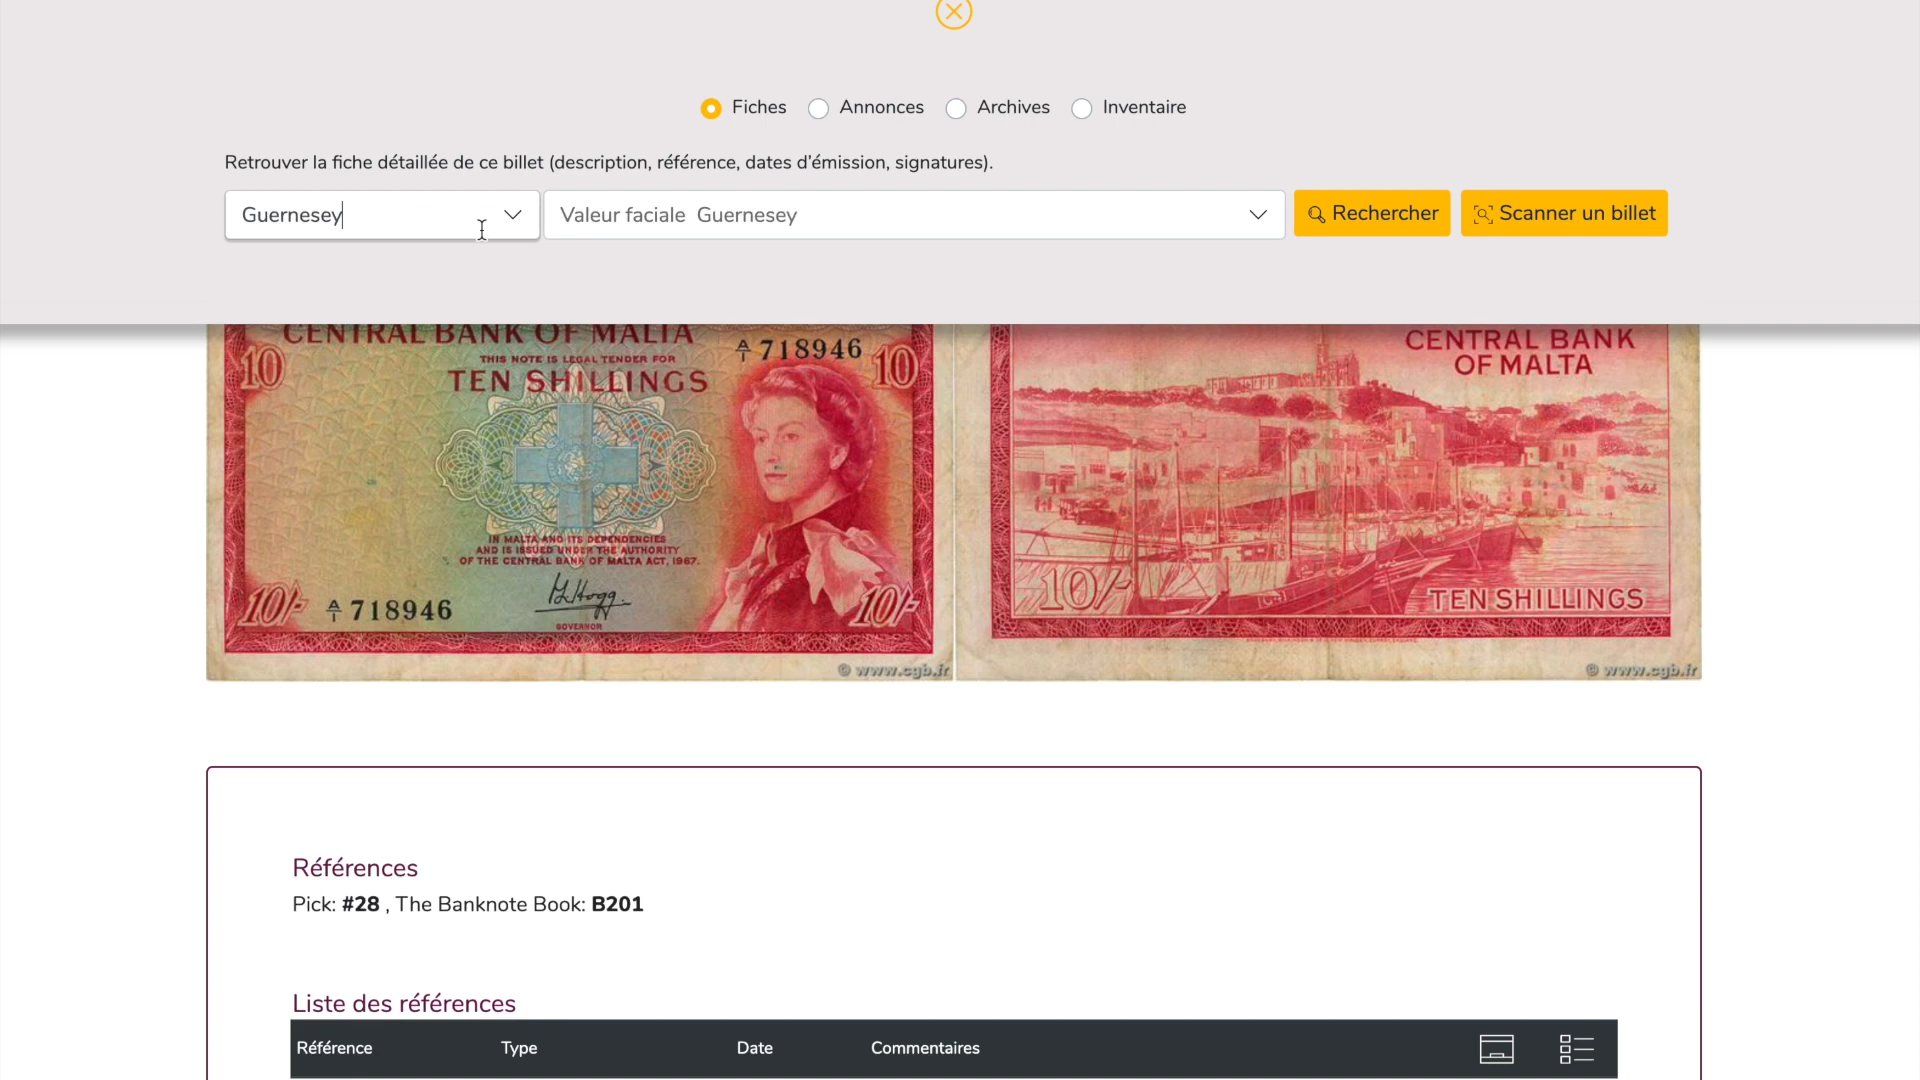 Fiches
Annonces
Archives
Inventaire
Retrouver la fiche détaillée de ce billet (description, référence, dates d'émission, signatures).
Guernesey
Valeur faciale Guernesey
Rechercher
Scanner un billet
CENTRAL BANK OF MALTA
THIS NOTE IS LEGAL TENDER FOR
TEN SHILLINGS
A/1 718946
10
10
IN MALTA AND ITS DEPENDENCIES
AND IS ISSUED UNDER THE AUTHORITY
OF THE CENTRAL BANK OF MALTA ACT, 1967.
10/-
A/1 718946
GOVERNOR
10/-
© www.cgb.fr
CENTRAL BANK
OF MALTA
10/-
TEN SHILLINGS
© www.cgb.fr
Références
Pick: #28 , The Banknote Book: B201
Liste des références
Référence
Type
Date
Commentaires